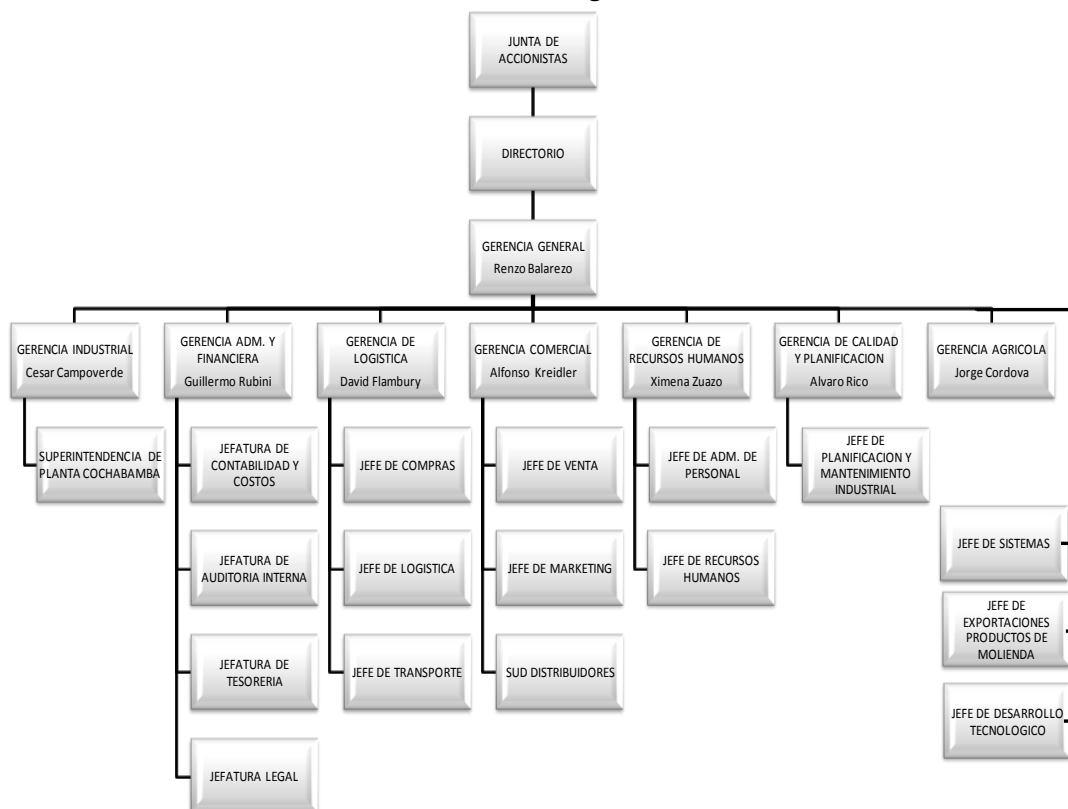 JUNTA DE
ACCIONISTAS
DIRECTORIO
GERENCIA GENERAL
Renzo Balarezo
GERENCIA INDUSTRIAL
Cesar Campoverde
GERENCIA ADM. Y
FINANCIERA
Guillermo Rubini
GERENCIA DE
LOGISTICA
David Flambury
GERENCIA COMERCIAL
Alfonso Kreidler
GERENCIA DE
RECURSOS HUMANOS
Ximena Zuazo
GERENCIA DE CALIDAD
Y PLANIFICACION
Alvaro Rico
GERENCIA AGRICOLA
Jorge Cordova
SUPERINTENDENCIA DE
PLANTA COCHABAMBA
JEFATURA DE
CONTABILIDAD Y
COSTOS
JEFATURA DE
AUDITORIA INTERNA
JEFATURA DE
TESORERIA
JEFATURA LEGAL
JEFE DE COMPRAS
JEFE DE LOGISTICA
JEFE DE TRANSPORTE
JEFE DE VENTA
JEFE DE MARKETING
SUD DISTRIBUIDORES
JEFE DE ADM. DE
PERSONAL
JEFE DE RECURSOS
HUMANOS
JEFE DE
PLANIFICACION Y
MANTENIMIENTO
INDUSTRIAL
JEFE DE SISTEMAS
JEFE DE
EXPORTACIONES
PRODUCTOS DE
MOLIENDA
JEFE DE DESARROLLO
TECNOLOGICO